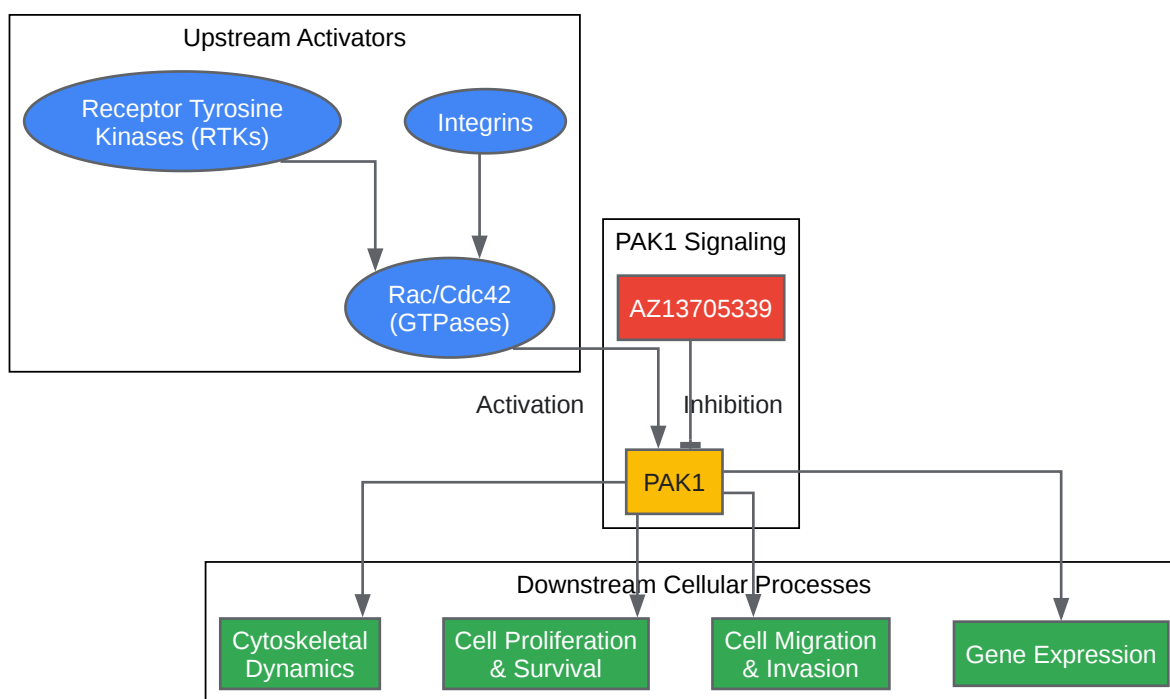 Upstream Activators
Receptor Tyrosine
Kinases (RTKs)
Integrins
Rac/Cdc42
(GTPases)
PAK1 Signaling
AZ13705339
Activation
Inhibition
PAK1
Downstream Cellular Processes
Cytoskeletal
Dynamics
Cell Proliferation
& Survival
Cell Migration
& Invasion
Gene Expression